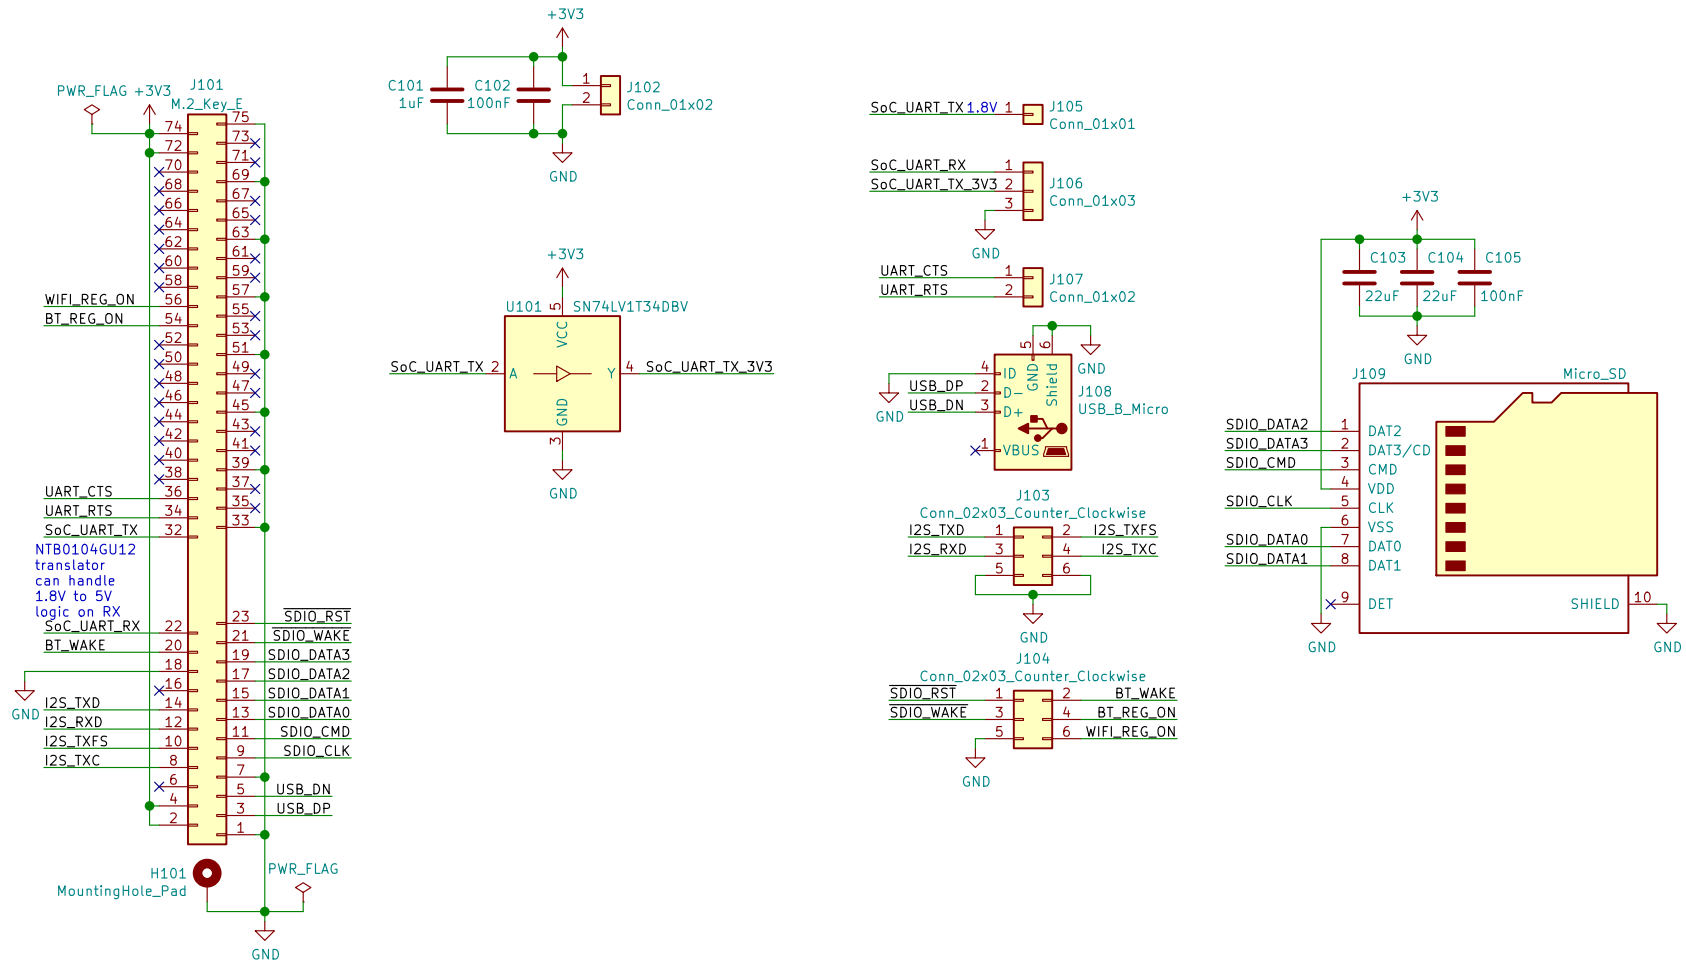 J101
M.2_Key_E
PWR_FLAG
+3V3
74
72
70
68
66
64
62
60
58
WIFI_REG_ON 56
BT_REG_ON 54
52
50
48
46
44
42
40
38
UART_CTS 36
UART_RTS 34
SoC_UART_TX 32
NTB0104GU12
translator
can handle
1.8V to 5V
logic on RX
SoC_UART_RX 22
BT_WAKE 20
18
GND
16
I2S_TXD 14
I2S_RXD 12
I2S_TXFS 10
I2S_TXC 8
6
4
2
75
73
71
69
67
65
63
61
59
57
55
53
51
49
47
45
43
41
39
37
35
33
23 SDIO_RST
21 SDIO_WAKE
19 SDIO_DATA3
17 SDIO_DATA2
15 SDIO_DATA1
13 SDIO_DATA0
11 SDIO_CMD
9 SDIO_CLK
7
5 USB_DN
3 USB_DP
1
H101
MountingHole_Pad
PWR_FLAG
GND
+3V3
C101
1uF
C102
100nF
1
2
J102
Conn_01x02
GND
+3V3
U101
SN74LV1T34DBV
5
VCC
SoC_UART_TX 2 A
Y 4 SoC_UART_TX_3V3
GND
3
GND
SoC_UART_TX 1.8V 1
J105
Conn_01x01
SoC_UART_RX 1
SoC_UART_TX_3V3 2
3
J106
Conn_01x03
GND
UART_CTS 1
UART_RTS 2
J107
Conn_01x02
5 6
GND Shield
GND
4 ID
GND
USB_DP 2 D-
USB_DN 3 D+
1 VBUS
J108
USB_B_Micro
J103
Conn_02x03_Counter_Clockwise
I2S_TXD 1 2 I2S_TXFS
I2S_RXD 3 4 I2S_TXC
5 6
GND
J104
Conn_02x03_Counter_Clockwise
SDIO_RST 1 2 BT_WAKE
SDIO_WAKE 3 4 BT_REG_ON
5 6 WIFI_REG_ON
GND
+3V3
C103
22uF
C104
22uF
C105
100nF
GND
J109
Micro_SD
SDIO_DATA2 1 DAT2
SDIO_DATA3 2 DAT3/CD
SDIO_CMD 3 CMD
4 VDD
SDIO_CLK 5 CLK
6 VSS
SDIO_DATA0 7 DAT0
SDIO_DATA1 8 DAT1
9 DET
SHIELD 10
GND
GND